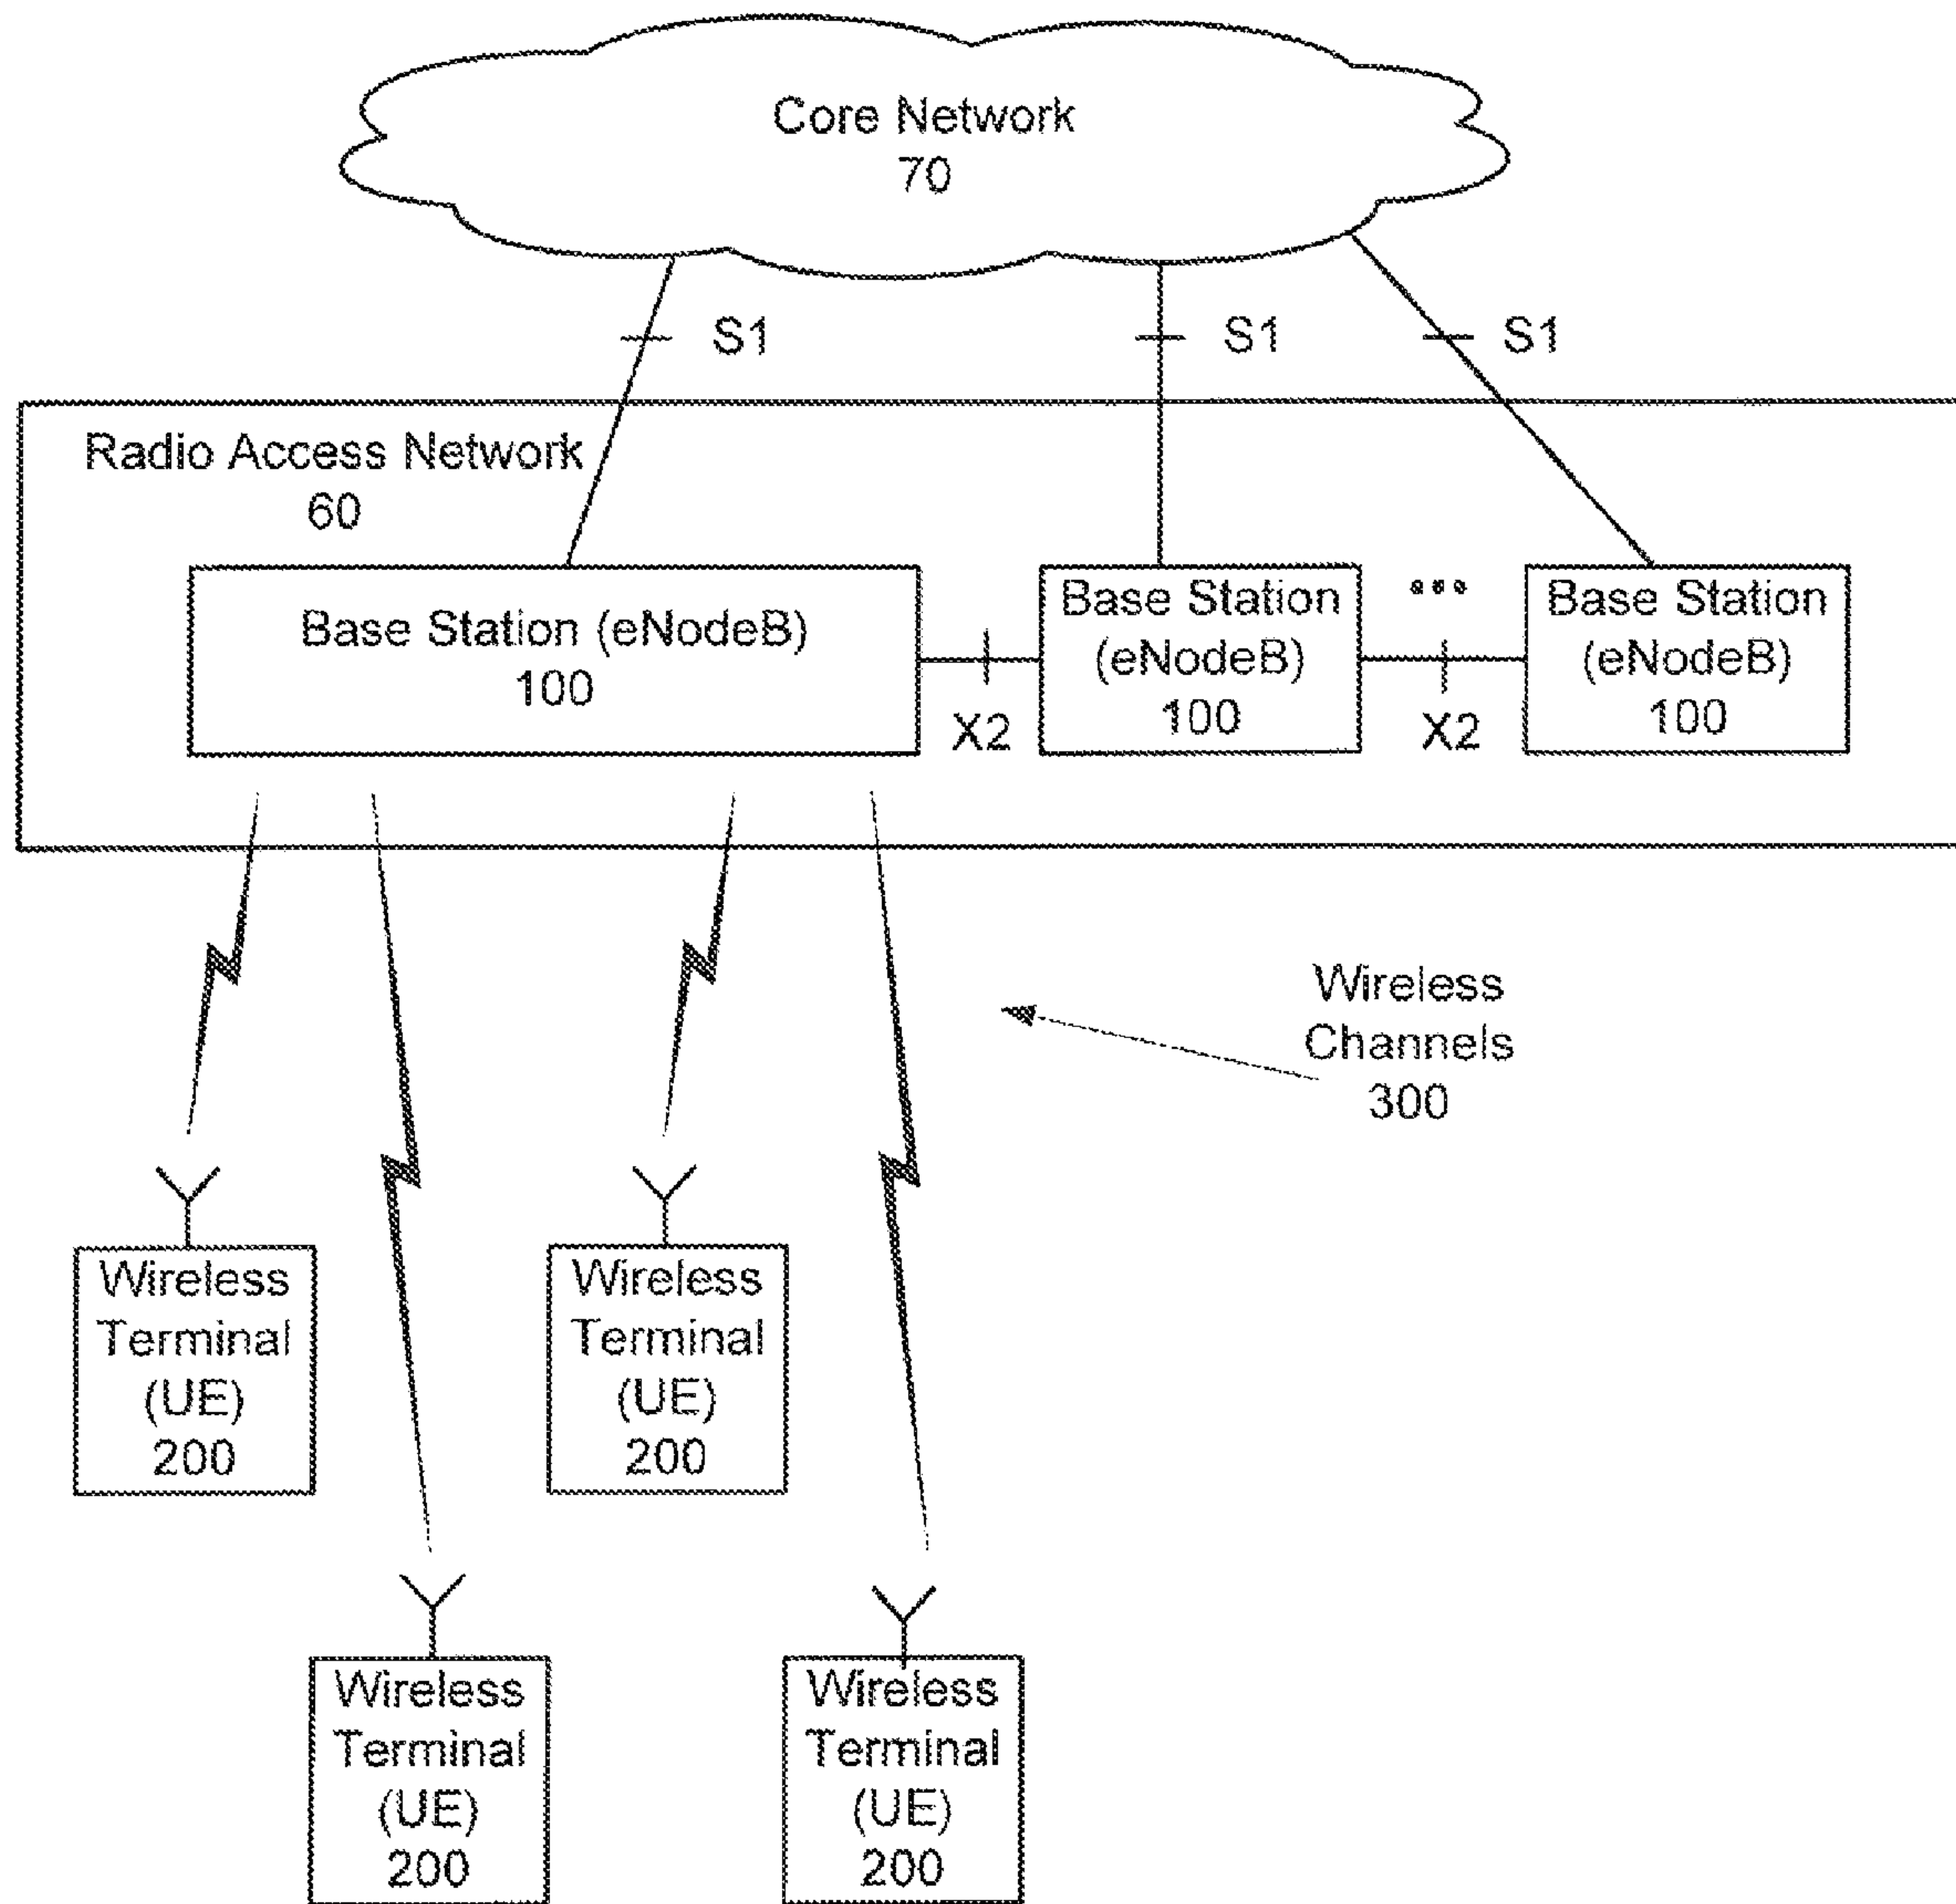 Core Network
70
S1
S1
S1
Radio Access Network
60
Base Station (eNodeB)
100
X2
Base Station
(eNodeB)
100
•••
X2
Base Station
(eNodeB)
100
Wireless
Channels
300
Wireless
Terminal
(UE)
200
Wireless
Terminal
(UE)
200
Wireless
Terminal
(UE)
200
Wireless
Terminal
(UE)
200